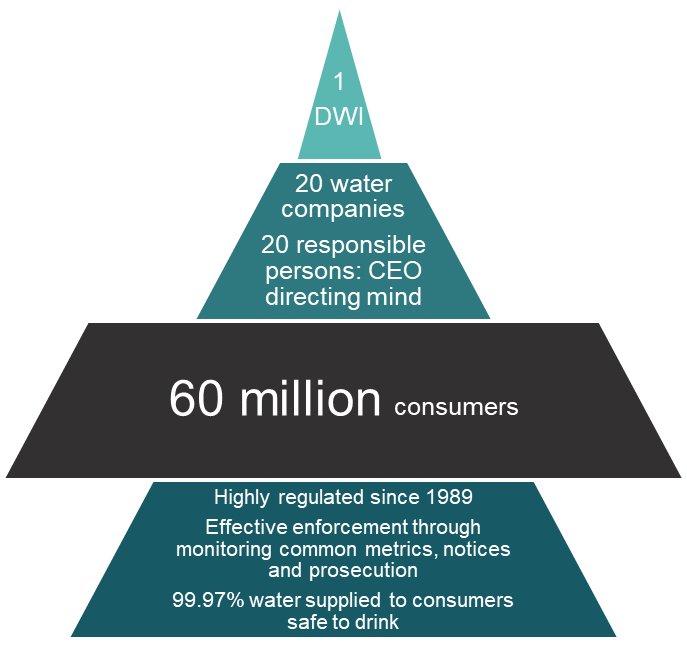 1
DWI
20 water
companies
20 responsible
persons: CEO
directing mind
60 million consumers
Highly regulated since 1989
Effective enforcement through
monitoring common metrics, notices
and prosecution
99.97% water supplied to consumers
safe to drink